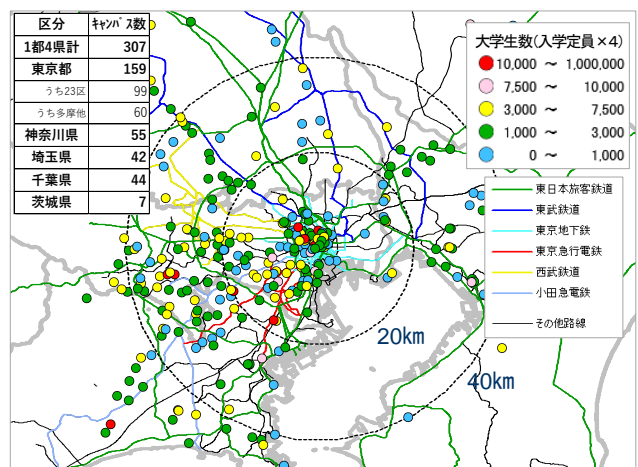 区分 ｷｬﾝﾊﾟｽ数
1都4県計 307
東京都 159
うち23区 99
うち多摩他 60
神奈川県 55
埼玉県 42
千葉県 44
茨城県 7
大学生数(入学定員×4)
10,000 ～ 1,000,000
7,500 ～ 10,000
3,000 ～ 7,500
1,000 ～ 3,000
0 ～ 1,000
東日本旅客鉄道
東武鉄道
東京地下鉄
東京急行電鉄
西武鉄道
小田急電鉄
その他路線
20km
40km